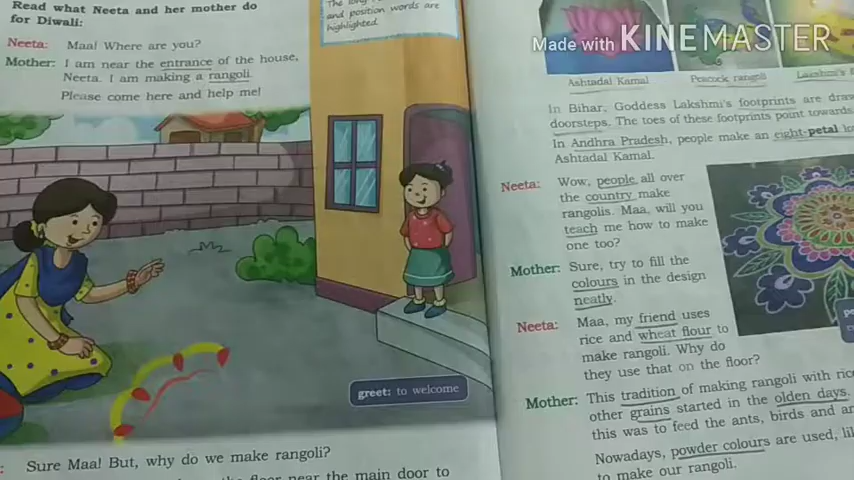 Read what Neeta and her mother do
for Diwali:
Neeta: Maa! Where are you?
Mother: I am near the entrance of the house,
Neeta. I am making a rangoli.
Please come here and help me!
and position words are
highlighted.
greet: to welcome
Sure Maa! But, why do we make rangoli?
floor near the main door to
Made with KINEMASTER
Ashtadal Kamal
Peacock rangoli
Lakshmi's
In Bihar, Goddess Lakshmi's footprints are
doorsteps. The toes of these footprints point towards
In Andhra Pradesh, people make an eight-petal
Ashtadal Kamal.
Neeta: Wow, people all over
the country make
rangolis. Maa, will you
teach me how to make
one too?
Mother: Sure, try to fill the
colours in the design
neatly.
Neeta: Maa, my friend uses
rice and wheat flour to
make rangoli. Why do
they use that on the floor?
Mother: This tradition of making rangoli with
other grains started in the olden days.
this was to feed the ants, birds and
Nowadays, powder colours are used,
to make our rangoli.